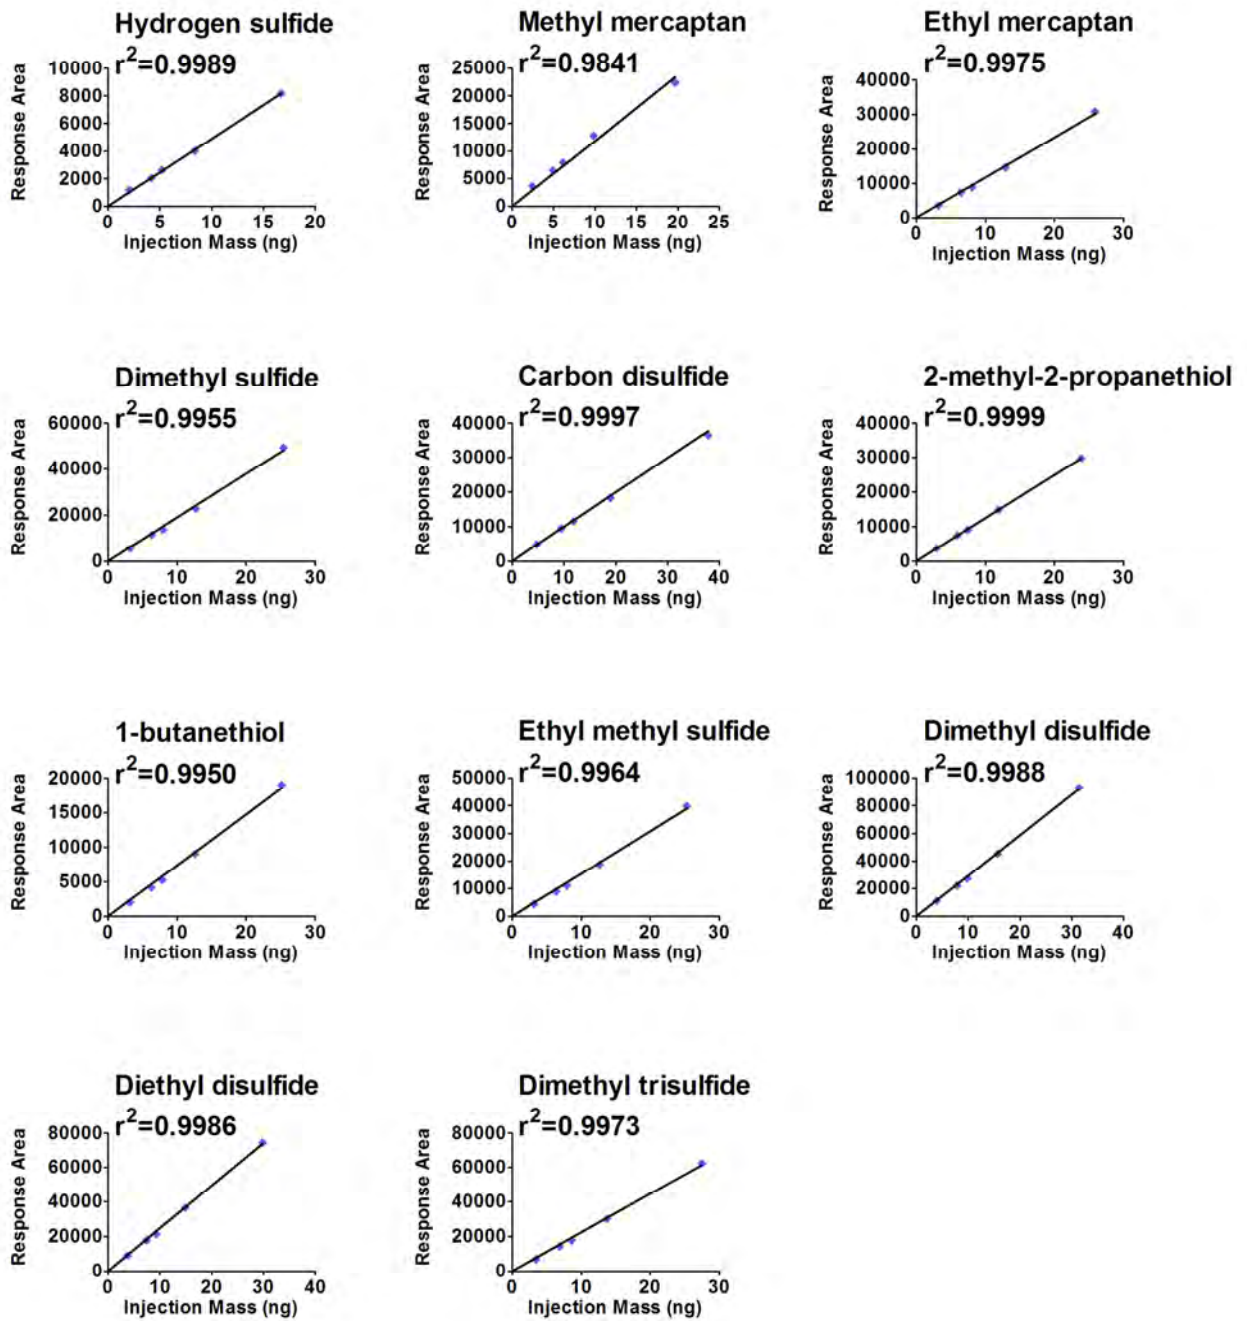 Hydrogen sulfide
r²=0.9989
Response Area
10000
8000
6000
4000
2000
0
0 5 10 15 20
Injection Mass (ng)
Methyl mercaptan
r²=0.9841
Response Area
25000
20000
15000
10000
5000
0
0 5 10 15 20 25
Injection Mass (ng)
Ethyl mercaptan
r²=0.9975
Response Area
40000
30000
20000
10000
0
0 10 20 30
Injection Mass (ng)
Dimethyl sulfide
r²=0.9955
Response Area
60000
40000
20000
0
0 10 20 30
Injection Mass (ng)
Carbon disulfide
r²=0.9997
Response Area
40000
30000
20000
10000
0
0 10 20 30 40
Injection Mass (ng)
2-methyl-2-propanethiol
r²=0.9999
Response Area
40000
30000
20000
10000
0
0 10 20 30
Injection Mass (ng)
1-butanethiol
r²=0.9950
Response Area
20000
15000
10000
5000
0
0 10 20 30
Injection Mass (ng)
Ethyl methyl sulfide
r²=0.9964
Response Area
50000
40000
30000
20000
10000
0
0 10 20 30
Injection Mass (ng)
Dimethyl disulfide
r²=0.9988
Response Area
100000
80000
60000
40000
20000
0
0 10 20 30 40
Injection Mass (ng)
Diethyl disulfide
r²=0.9986
Response Area
80000
60000
40000
20000
0
0 10 20 30 40
Injection Mass (ng)
Dimethyl trisulfide
r²=0.9973
Response Area
80000
60000
40000
20000
0
0 10 20 30
Injection Mass (ng)